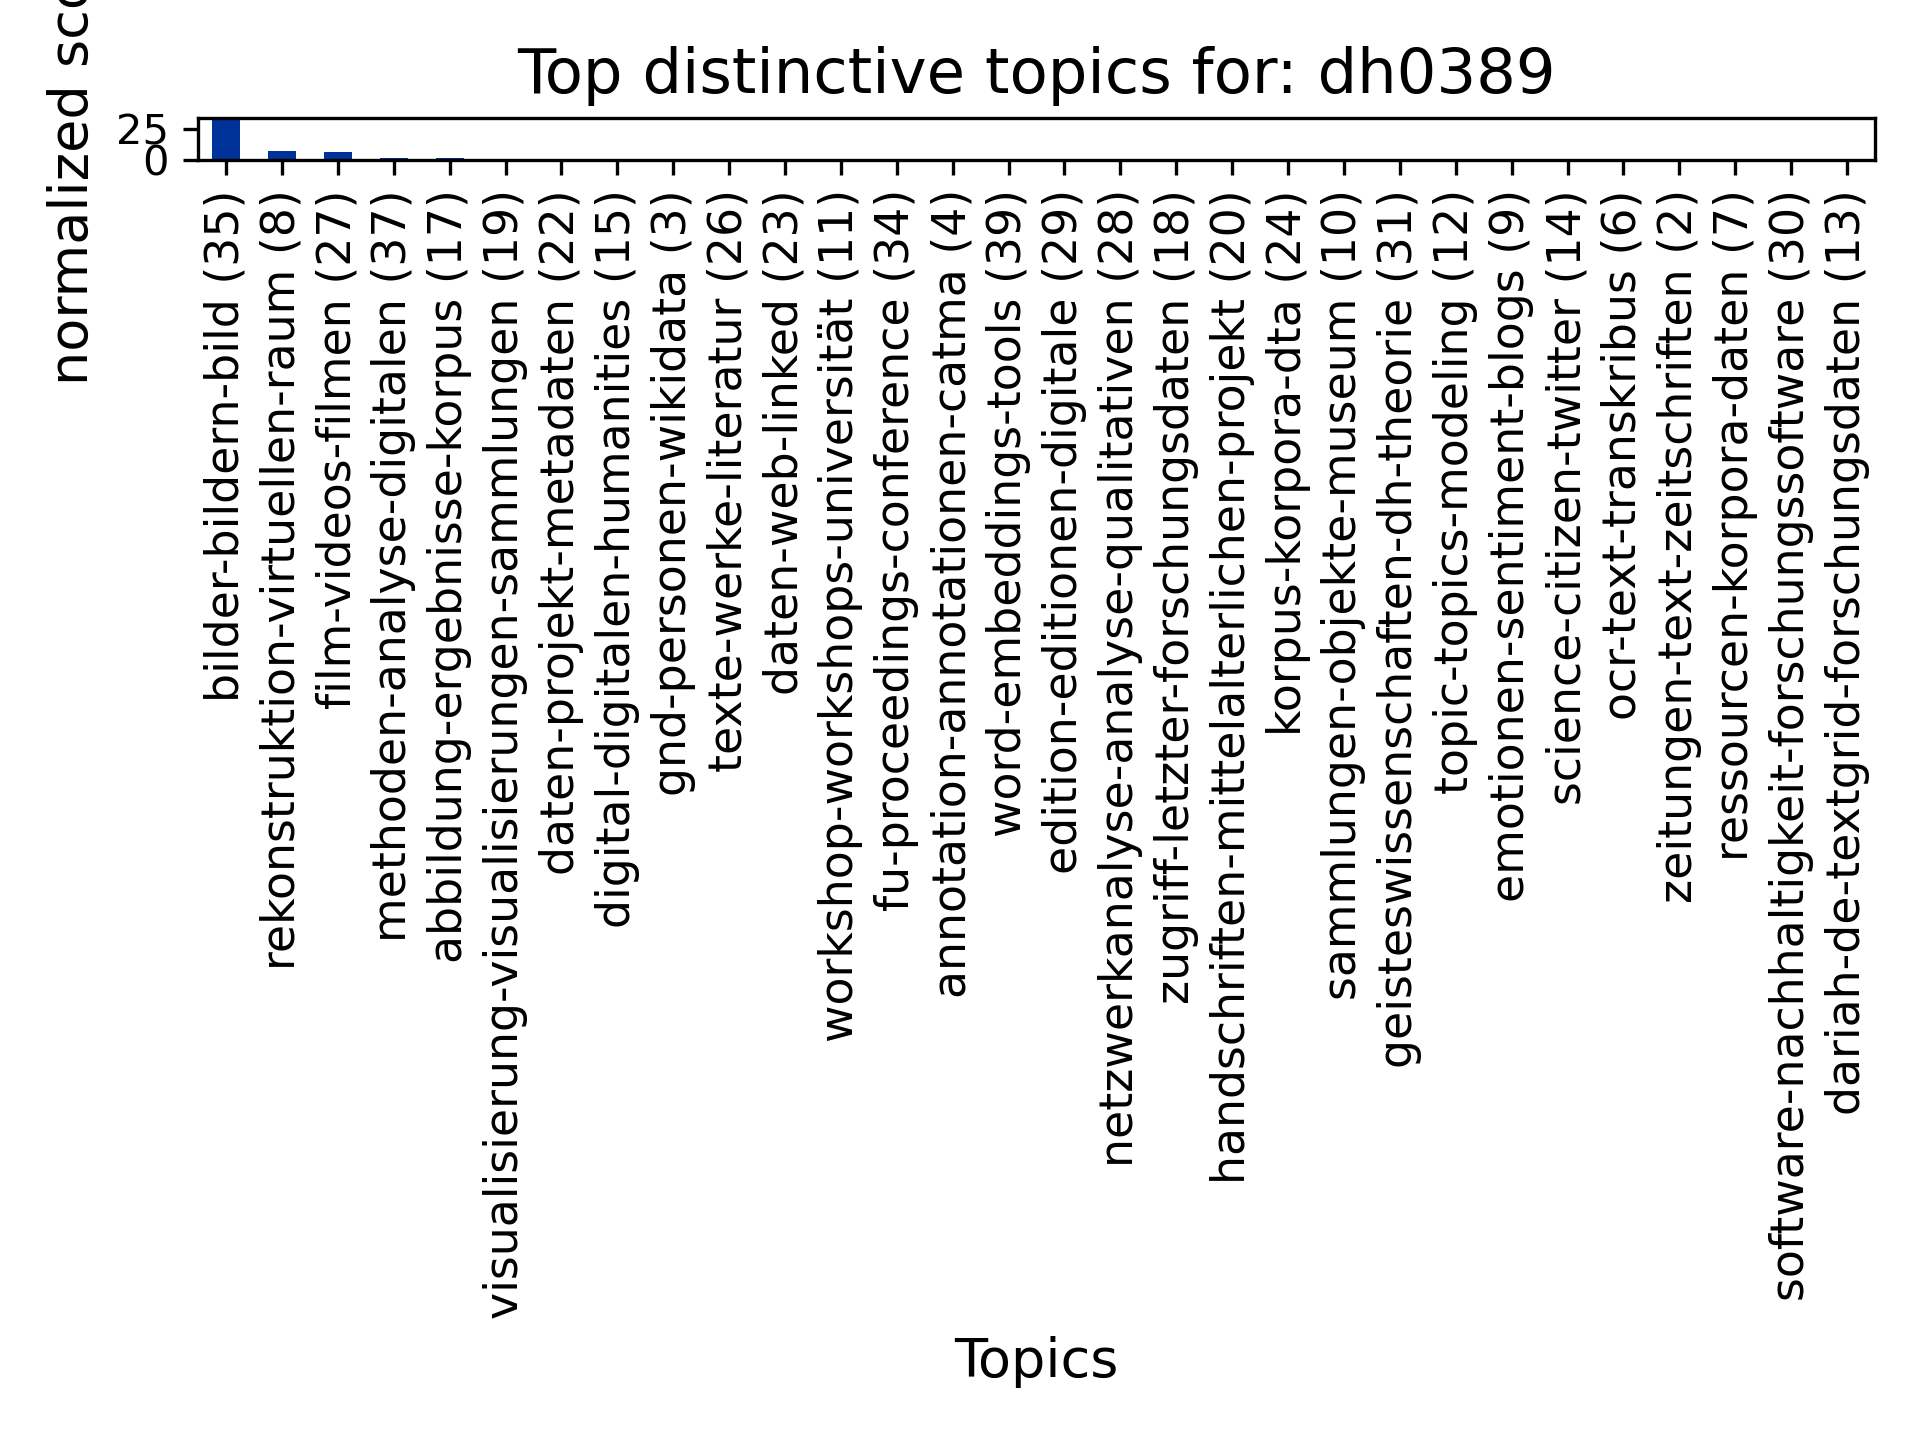 Top distinctive topics for: dh0389
normalized sco
25
0
bilder-bildern-bild (35)
rekonstruktion-virtuellen-raum (8)
film-videos-filmen (27)
methoden-analyse-digitalen (37)
abbildung-ergebnisse-korpus (17)
visualisierung-visualisierungen-sammlungen (19)
daten-projekt-metadaten (22)
digital-digitalen-humanities (15)
gnd-personen-wikidata (3)
texte-werke-literatur (26)
daten-web-linked (23)
workshop-workshops-universität (11)
fu-proceedings-conference (34)
annotation-annotationen-catma (4)
word-embeddings-tools (39)
edition-editionen-digitale (29)
netzwerkanalyse-analyse-qualitativen (28)
zugriff-letzter-forschungsdaten (18)
handschriften-mittelalterlichen-projekt (20)
korpus-korpora-dta (24)
sammlungen-objekte-museum (10)
geisteswissenschaften-dh-theorie (31)
topic-topics-modeling (12)
emotionen-sentiment-blogs (9)
science-citizen-twitter (14)
ocr-text-transkribus (6)
zeitungen-text-zeitschriften (2)
ressourcen-korpora-daten (7)
software-nachhaltigkeit-forschungssoftware (30)
dariah-de-textgrid-forschungsdaten (13)
Topics